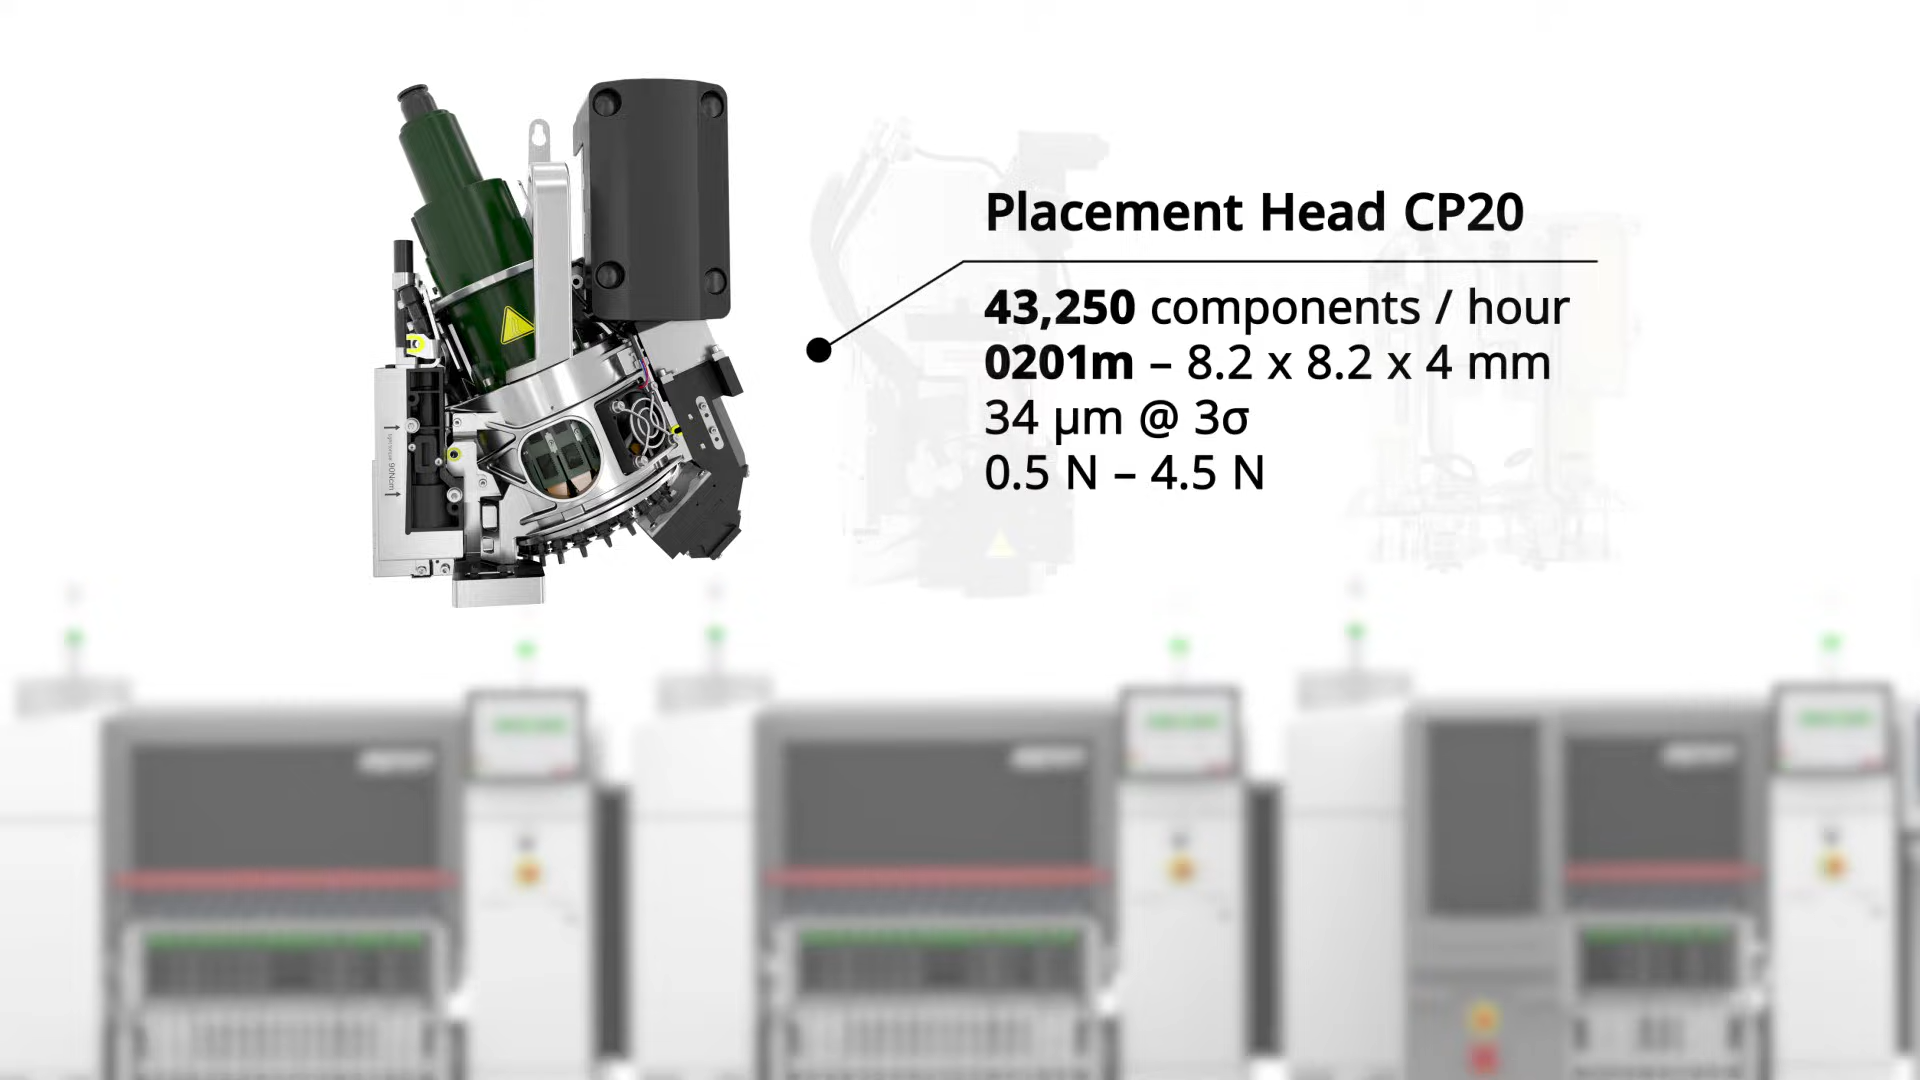 Placement Head CP20
43,250 components / hour
0201m – 8.2 x 8.2 x 4 mm
34 µm @ 3σ
0.5 N – 4.5 N
90Ncm